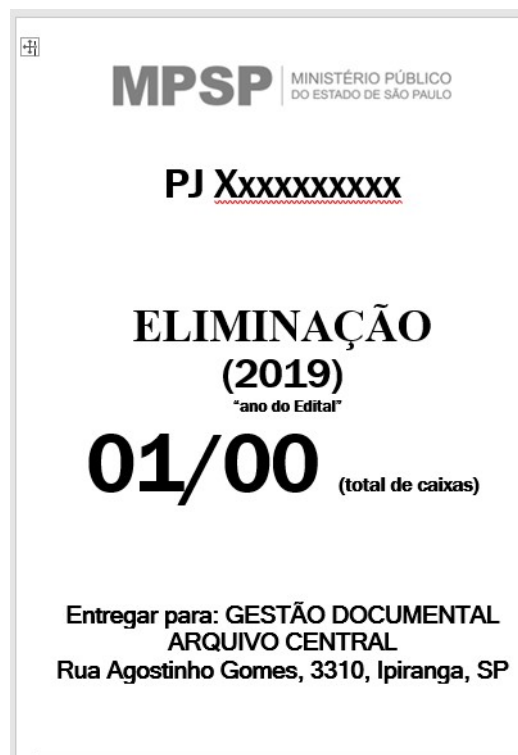 MPSP
MINISTÉRIO PÚBLICO
DO ESTADO DE SÃO PAULO
PJ Xxxxxxxxxxx
ELIMINAÇÃO
(2019)
“ano do Edital”
01/00 (total de caixas)
Entregar para: GESTÃO DOCUMENTAL
ARQUIVO CENTRAL
Rua Agostinho Gomes, 3310, Ipiranga, SP